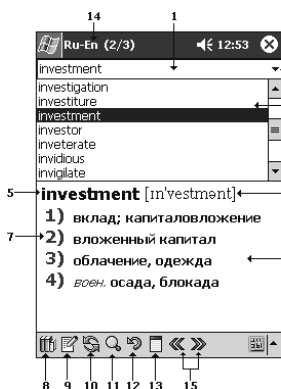 14
1
Ru-En (2/3) 12:53
investment
investigation
investiture
investment
investor
inveterate
invidious
invigilate
5 investment [ɪn'vestmənt]
1) вклад; капиталовложение
7 2) вложенный капитал
3) облачение, одежда
4) воен. осада, блокада
8 9 10 11 12 13 15